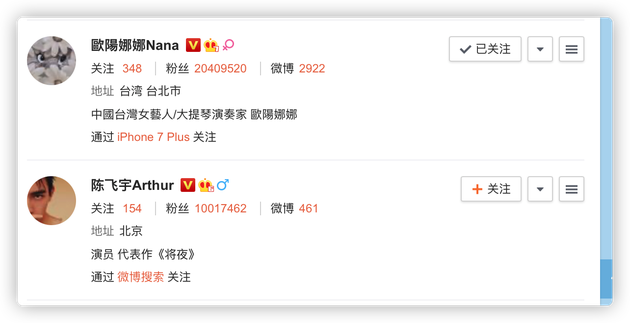 歐陽娜娜Nana
已关注
关注 348 粉丝 20409520 微博 2922
地址 台湾 台北市
中國台灣女藝人/大提琴演奏家 歐陽娜娜
通过 iPhone 7 Plus 关注
陈飞宇Arthur
关注
关注 154 粉丝 10017462 微博 461
地址 北京
演员 代表作《将夜》
通过 微博搜索 关注